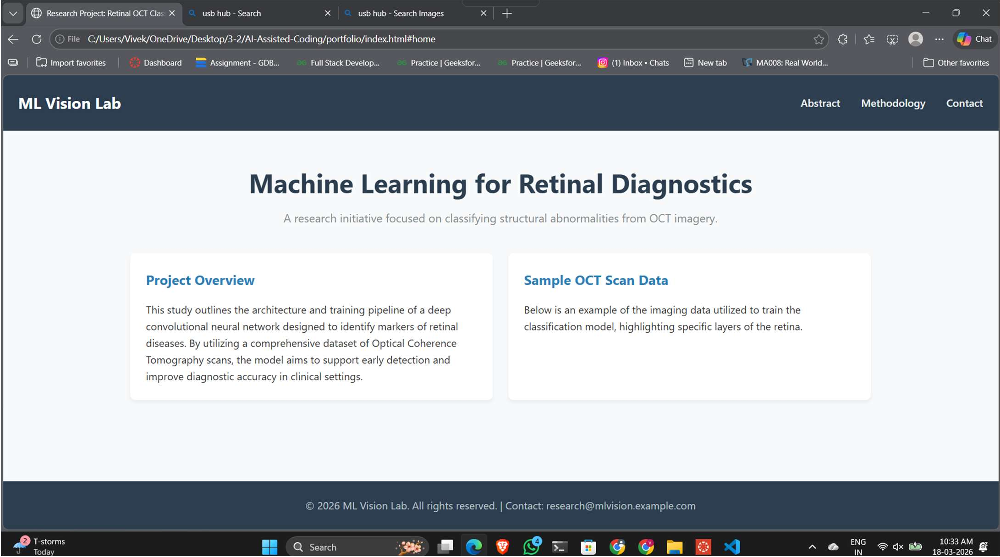 Research Project: Retinal OCT Clas
usb hub - Search
usb hub - Search Images
File C:/Users/Vivek/OneDrive/Desktop/3-2/AI-Assisted-Coding/portfolio/index.html#home
Chat
Import favorites
Dashboard
Assignment - GDB...
Full Stack Develop...
Practice | Geeksfor...
Practice | Geeksfor...
(1) Inbox • Chats
New tab
MA008: Real World...
Other favorites
ML Vision Lab
Abstract Methodology Contact
Machine Learning for Retinal Diagnostics
A research initiative focused on classifying structural abnormalities from OCT imagery.
Project Overview
This study outlines the architecture and training pipeline of a deep
convolutional neural network designed to identify markers of retinal
diseases. By utilizing a comprehensive dataset of Optical Coherence
Tomography scans, the model aims to support early detection and
improve diagnostic accuracy in clinical settings.
Sample OCT Scan Data
Below is an example of the imaging data utilized to train the
classification model, highlighting specific layers of the retina.
© 2026 ML Vision Lab. All rights reserved. | Contact: research@mlvision.example.com
2
T-storms
Today
Search
4
ENG
IN
10:33 AM
18-03-2026